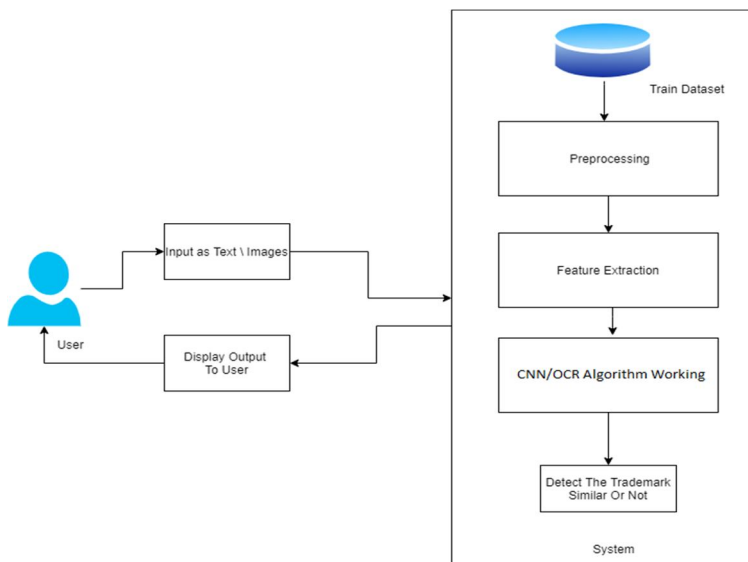 Train Dataset
Preprocessing
Input as Text \ Images
Feature Extraction
User
Display Output
To User
CNN/OCR Algorithm Working
Detect The Trademark
Similar Or Not
System